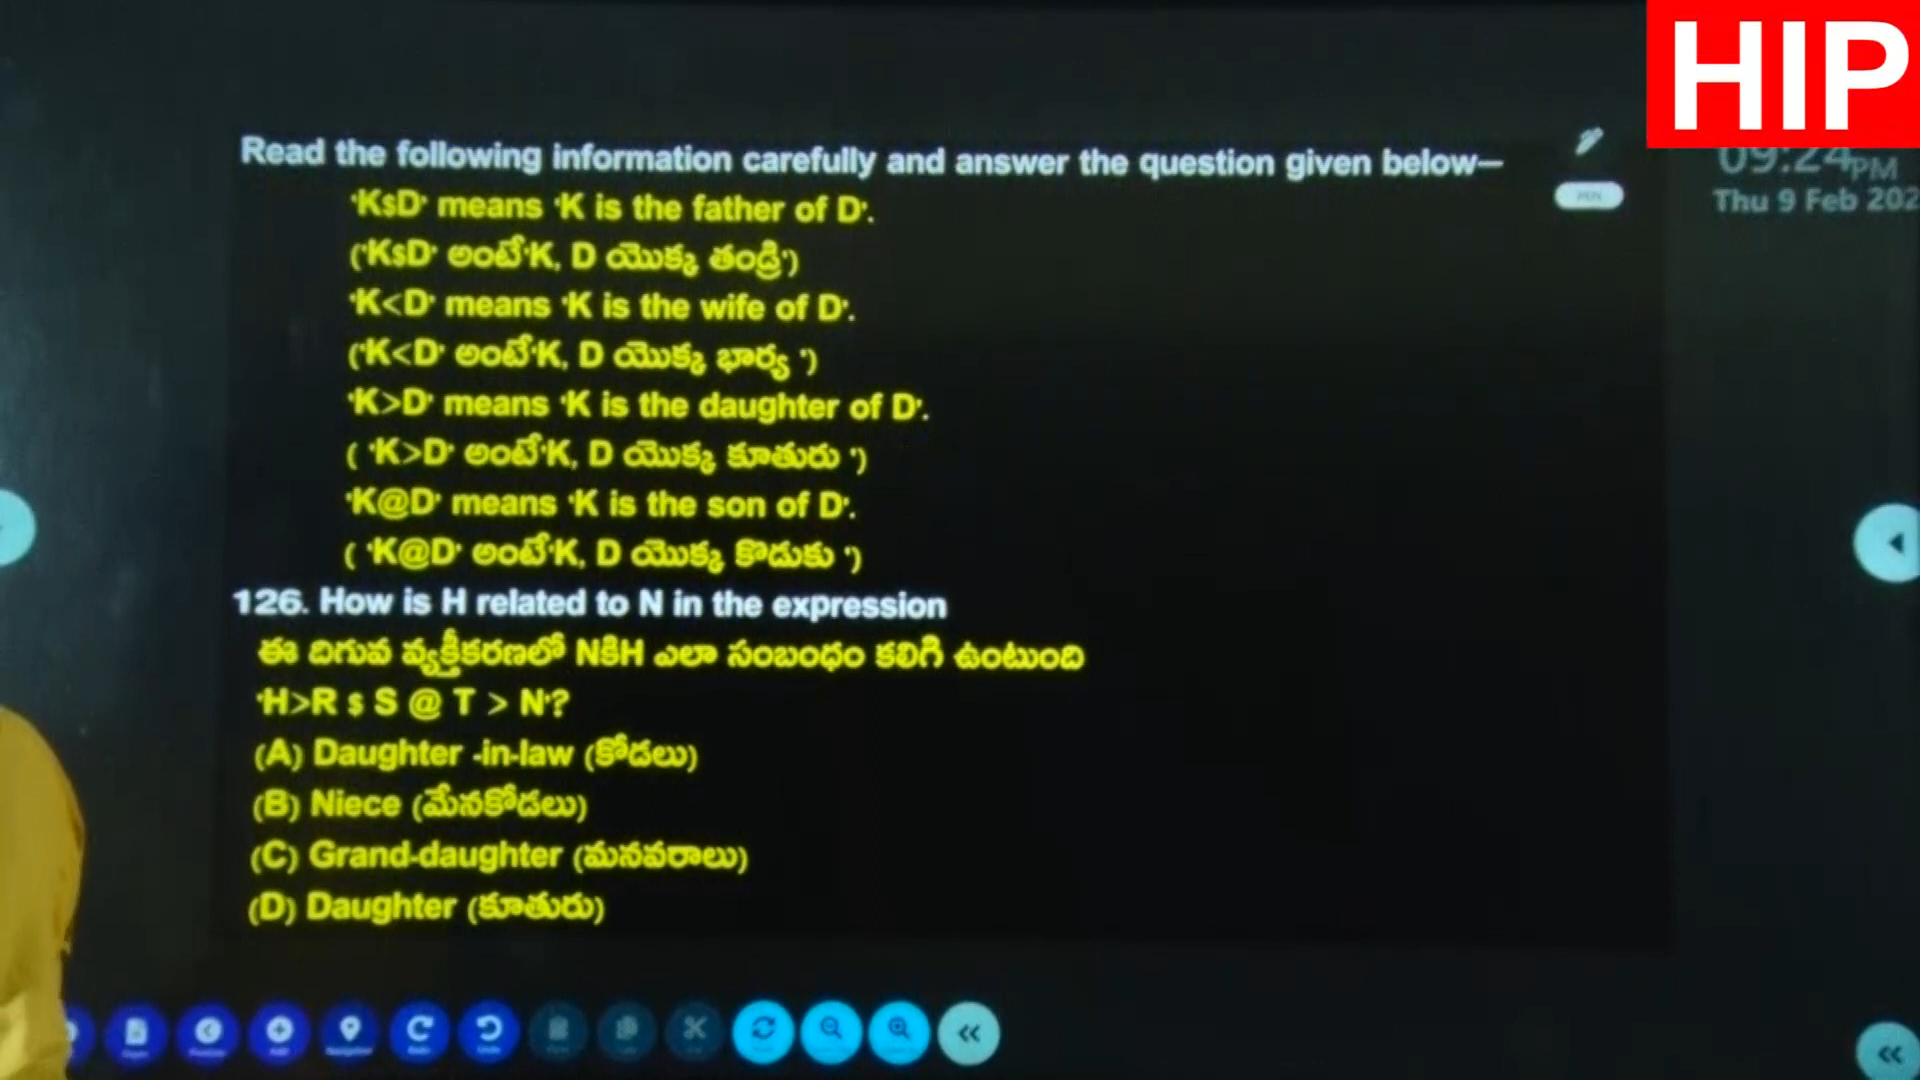 HIP
09:24PM
Thu 9 Feb 202
Read the following information carefully and answer the question given below—
'K$D' means 'K is the father of D'.
('K$D' అంటే'K, D యొక్క తండ్రి')
'K<D' means 'K is the wife of D'.
('K<D' అంటే'K, D యొక్క భార్య ')
'K>D' means 'K is the daughter of D'.
( 'K>D' అంటే'K, D యొక్క కూతురు ')
'K@D' means 'K is the son of D'.
( 'K@D' అంటే'K, D యొక్క కొడుకు ')
126. How is H related to N in the expression
ఈ దిగువ వ్యక్తీకరణలో NకిH ఎలా సంబంధం కలిగి ఉంటుంది
'H>R $ S @ T > N'?
(A) Daughter -in-law (కోడలు)
(B) Niece (మేనకోడలు)
(C) Grand-daughter (మనవరాలు)
(D) Daughter (కూతురు)